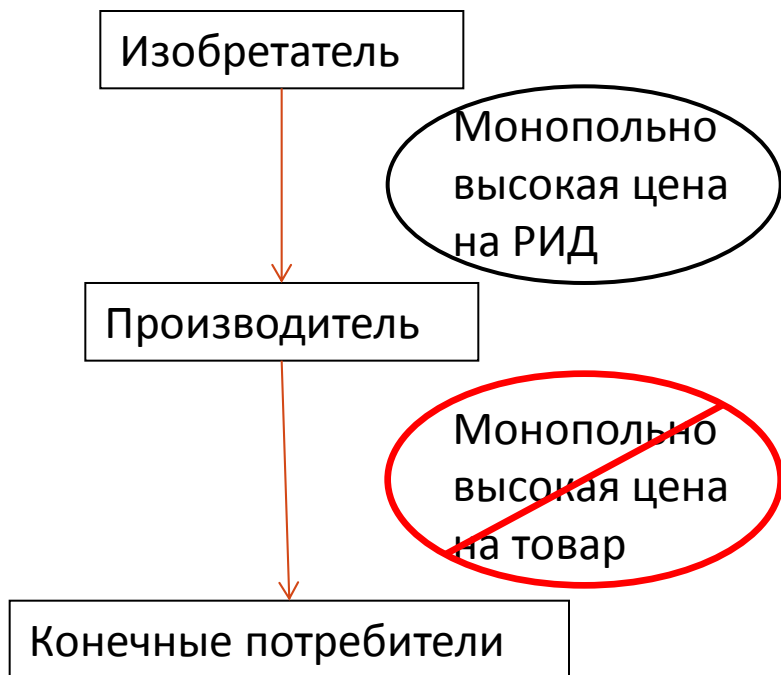 Изобретатель
Монопольно
высокая цена
на РИД
Производитель
Монопольно
высокая цена
на товар
Конечные потребители